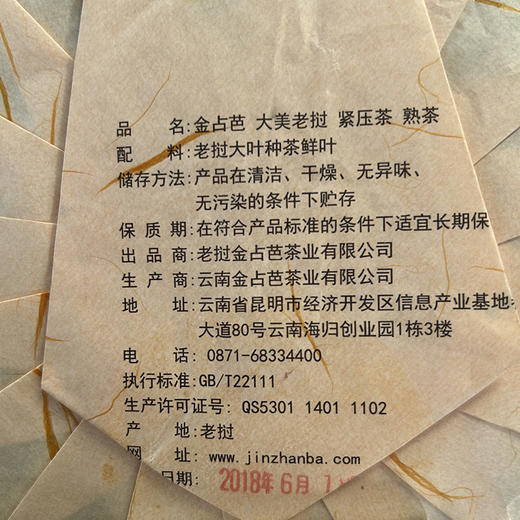 品 名:金占芭 大美老挝 紧压茶 熟茶
配 料:老挝大叶种茶鲜叶
储存方法:产品在清洁、干燥、无异味、
无污染的条件下贮存
保 质 期:在符合产品标准的条件下适宜长期保
出 品 商:老挝金占芭茶业有限公司
生 产 商:云南金占芭茶业有限公司
地 址:云南省昆明市经济开发区信息产业基地
大道80号云南海归创业园1栋3楼
电 话: 0871-68334400
执行标准:GB/T22111
生产许可证号: QS5301 1401 1102
产 地:老挝
网 址: www.jinzhanba.com
日期: 2018年6月